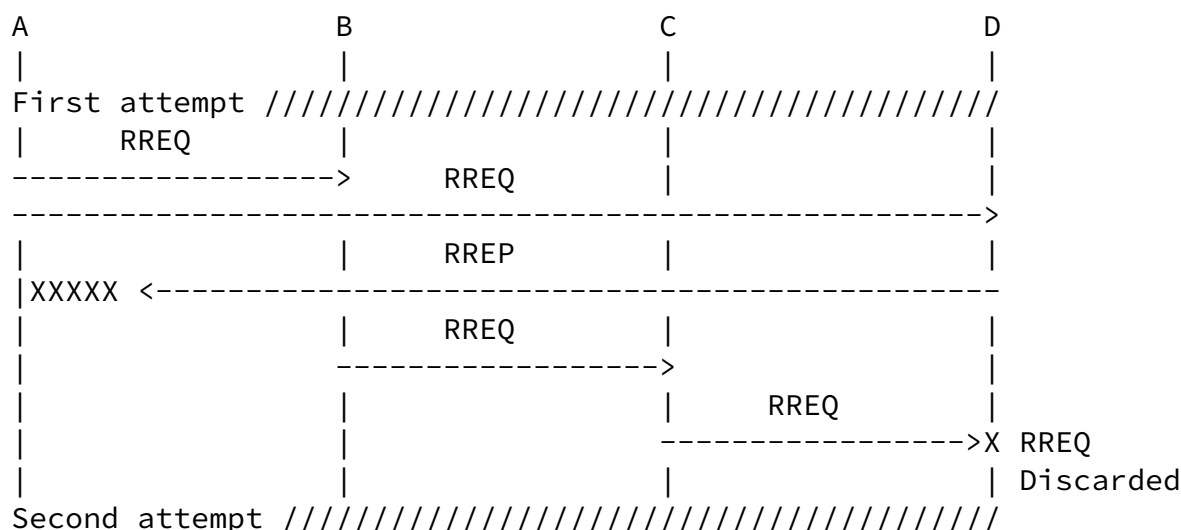 A                 B                 C                 D
|                 |                 |                 |
First attempt /////////////////////////////////////////
|     RREQ        |                 |                 |
------------------>     RREQ        |                 |
------------------------------------------------------>
|                 |     RREP        |                 |
|XXXXX <-----------------------------------------------
|                 |     RREQ        |                 |
|                 ------------------>                 |
|                 |                 |     RREQ        |
|                 |                 ----------------->X RREQ
|                 |                 |                 | Discarded
Second attempt ////////////////////////////////////////